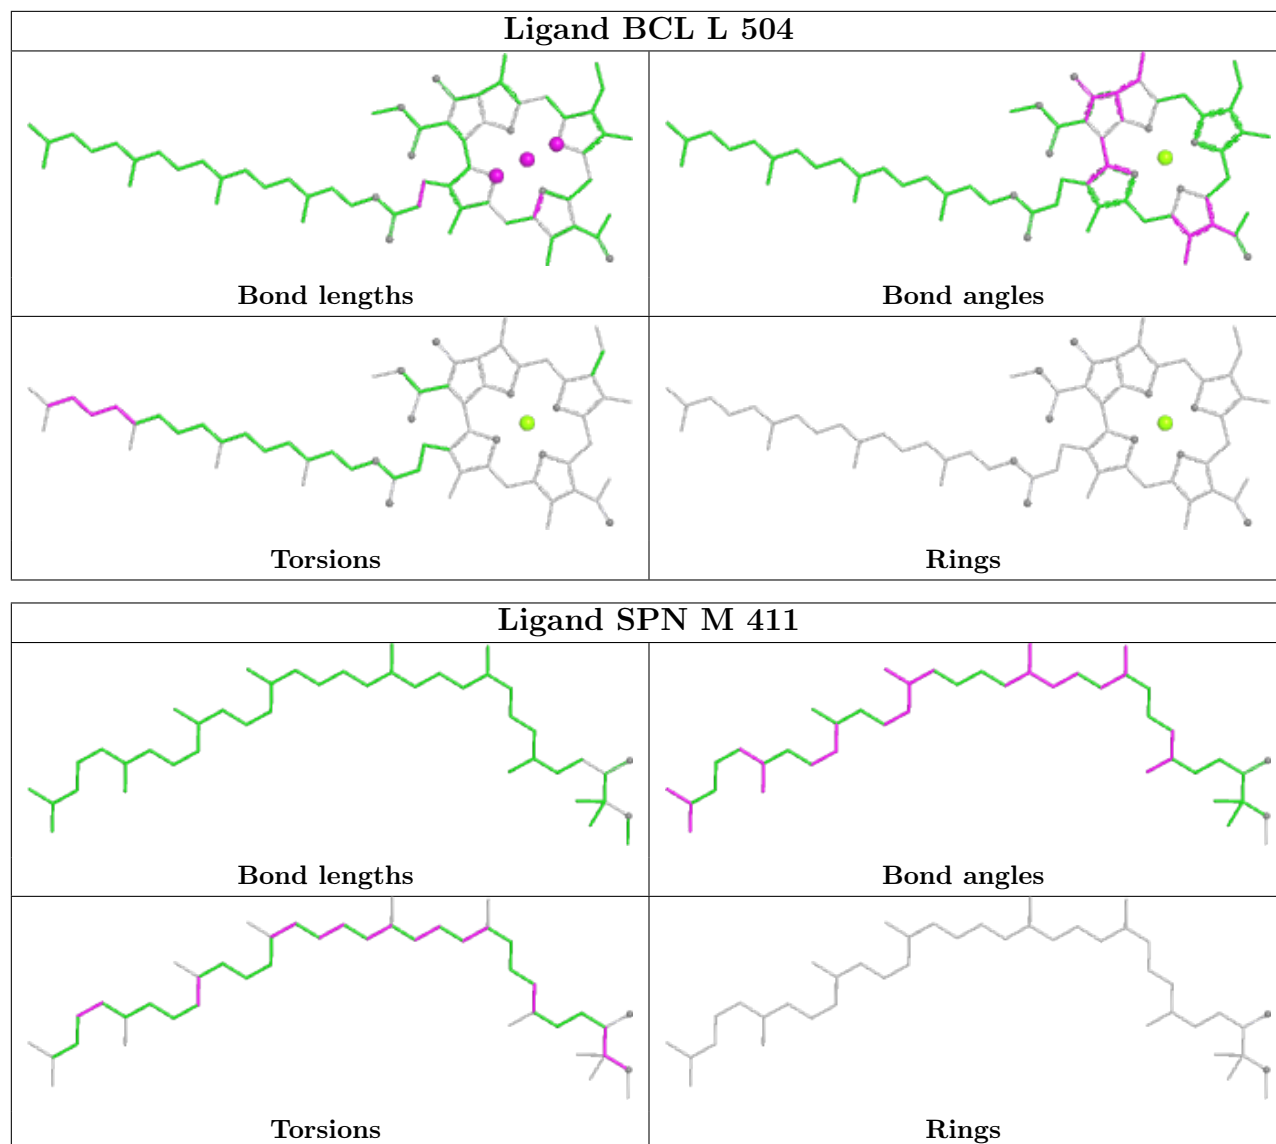 Ligand BCL L 504
Bond lengths
Bond angles
Torsions
Rings
Ligand SPN M 411
Bond lengths
Bond angles
Torsions
Rings